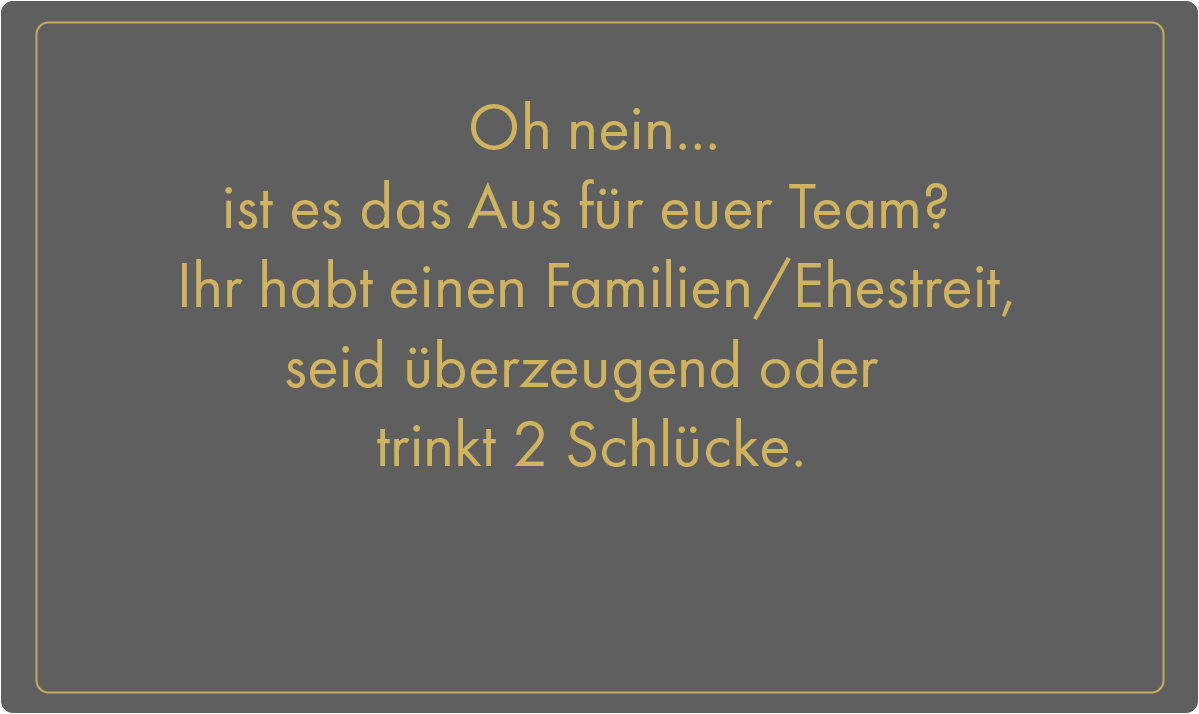 Oh nein...
ist es das Aus für euer Team?
Ihr habt einen Familien/Ehestreit,
seid überzeugend oder
trinkt 2 Schlücke.